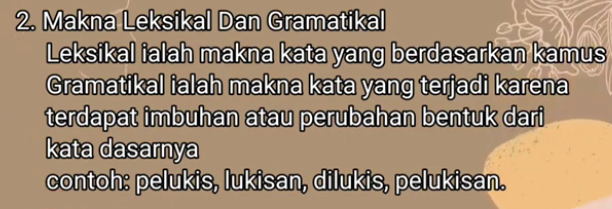 2. Makna Leksikal Dan Gramatikal
Leksikal ialah makna kata yang berdasarkan kamus
Gramatikal ialah makna kata yang terjadi karena
terdapat imbuhan atau perubahan bentuk dari
kata dasarnya
contoh: pelukis, lukisan, dilukis, pelukisan.